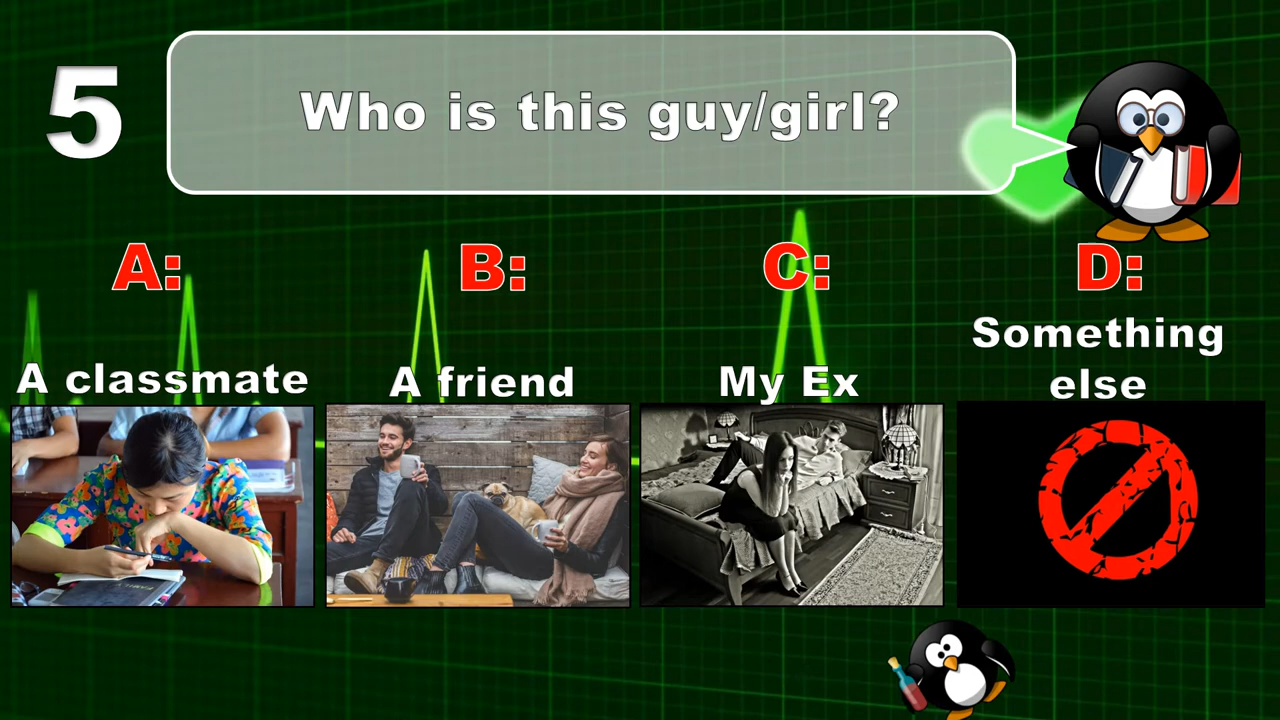 5
Who is this guy/girl?
A:
B:
C:
D:
A classmate
A friend
My Ex
Something
else